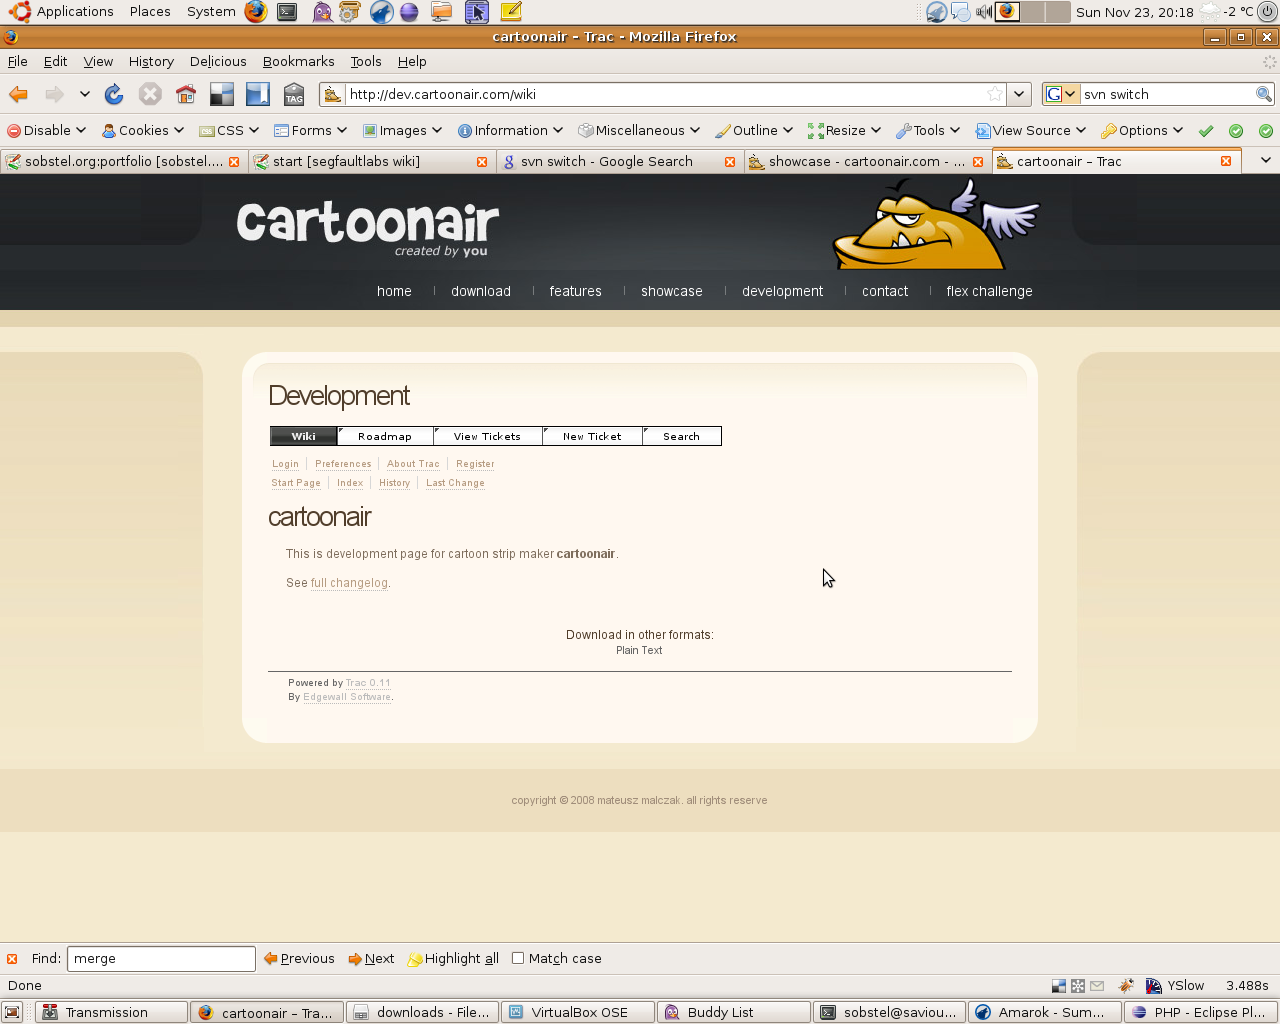 Applications Places System Sun Nov 23, 20:18 -2 °C
cartoonair – Trac - Mozilla Firefox
File Edit View History Delicious Bookmarks Tools Help
TAG http://dev.cartoonair.com/wiki G svn switch
Disable Cookies CSS Forms Images Information Miscellaneous Outline Resize Tools View Source Options
sobstel.org:portfolio [sobstel.... start [segfaultlabs wiki] svn switch - Google Search showcase - cartoonair.com - ... cartoonair – Trac
cartoonair
created by you
home download features showcase development contact flex challenge
Development
Wiki Roadmap View Tickets New Ticket Search
Login Preferences About Trac Register
Start Page Index History Last Change
cartoonair
This is development page for cartoon strip maker cartoonair.
See full changelog.
Download in other formats:
Plain Text
Powered by Trac 0.11
By Edgewall Software.
copyright © 2008 mateusz malczak. all rights reserve
Find: merge Previous Next Highlight all Match case
Done YSlow 3.488s
Transmission cartoonair – Tra... downloads - File... VirtualBox OSE Buddy List sobstel@saviou... Amarok - Sum... PHP - Eclipse Pl...